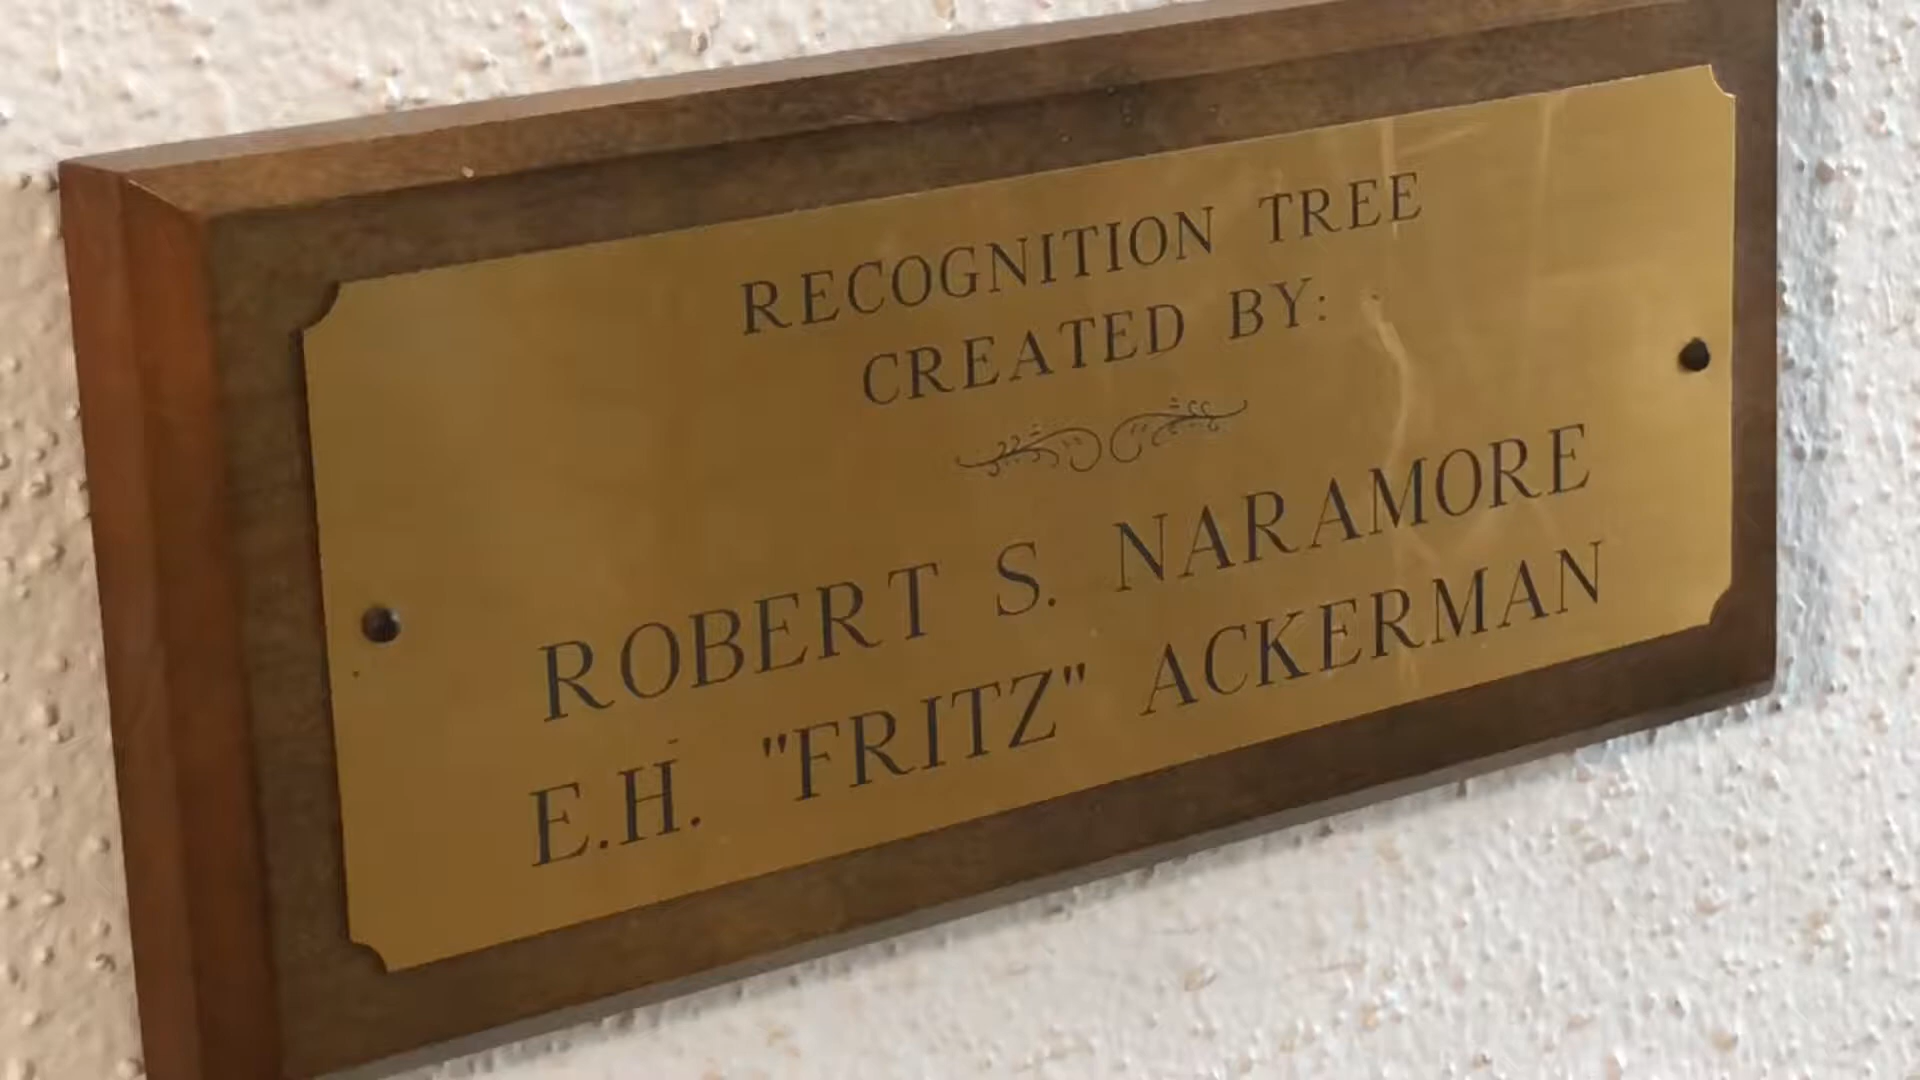 RECOGNITION TREE
CREATED BY:
ROBERT S. NARAMORE
E.H. "FRITZ" ACKERMAN